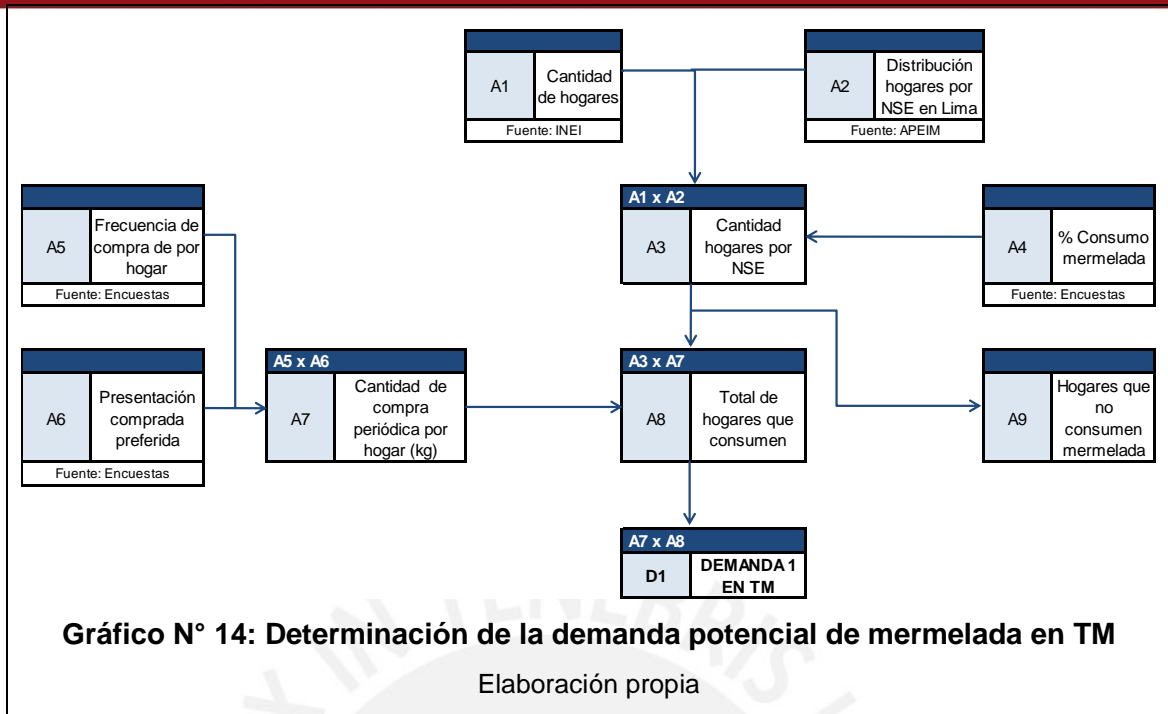 A1
Cantidad
de hogares
Fuente: INEI
A2
Distribución
hogares por
NSE en Lima
Fuente: APEIM
A5
Frecuencia de
compra de por
hogar
Fuente: Encuestas
A1 x A2
A3
Cantidad
hogares por
NSE
A4
% Consumo
mermelada
Fuente: Encuestas
A6
Presentación
comprada
preferida
Fuente: Encuestas
A5 x A6
A7
Cantidad de
compra
periódica por
hogar (kg)
A3 x A7
A8
Total de
hogares que
consumen
A9
Hogares que
no
consumen
mermelada
A7 x A8
D1
DEMANDA 1
EN TM
Gráfico N° 14: Determinación de la demanda potencial de mermelada en TM
Elaboración propia
X IN TENEBRIS